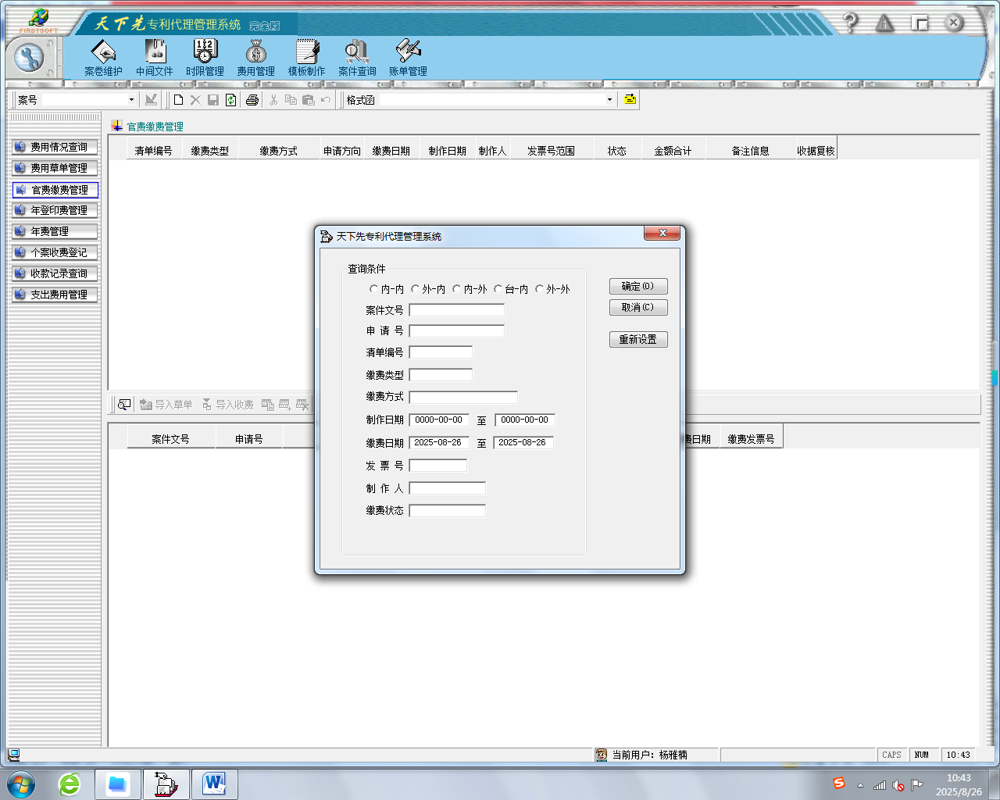 FIRSTSOFT
天下先专利代理管理系统 完全版
案卷维护 中间文件 时限管理 费用管理 模板制作 案件查询 账单管理
案号 格式函
官费缴费管理
清单编号 缴费类型 缴费方式 申请方向 缴费日期 制作日期 制作人 发票号范围 状态 金额合计 备注信息 收据复核
费用情况查询
费用草单管理
官费缴费管理
年登印费管理
年费管理
个案收费登记
收款记录查询
支出费用管理
天下先专利代理管理系统
查询条件
内-内 外-内 内-外 台-内 外-外
案件文号
申 请 号
清单编号
缴费类型
缴费方式
制作日期 0000-00-00 至 0000-00-00
缴费日期 2025-08-26 至 2025-08-26
发 票 号
制 作 人
缴费状态
确定(O)
取消(C)
重新设置
导入草单 导入收费
案件文号 申请号 费日期 缴费发票号
当前用户：杨雅楠 CAPS NUM 10:43
10:43
2025/8/26